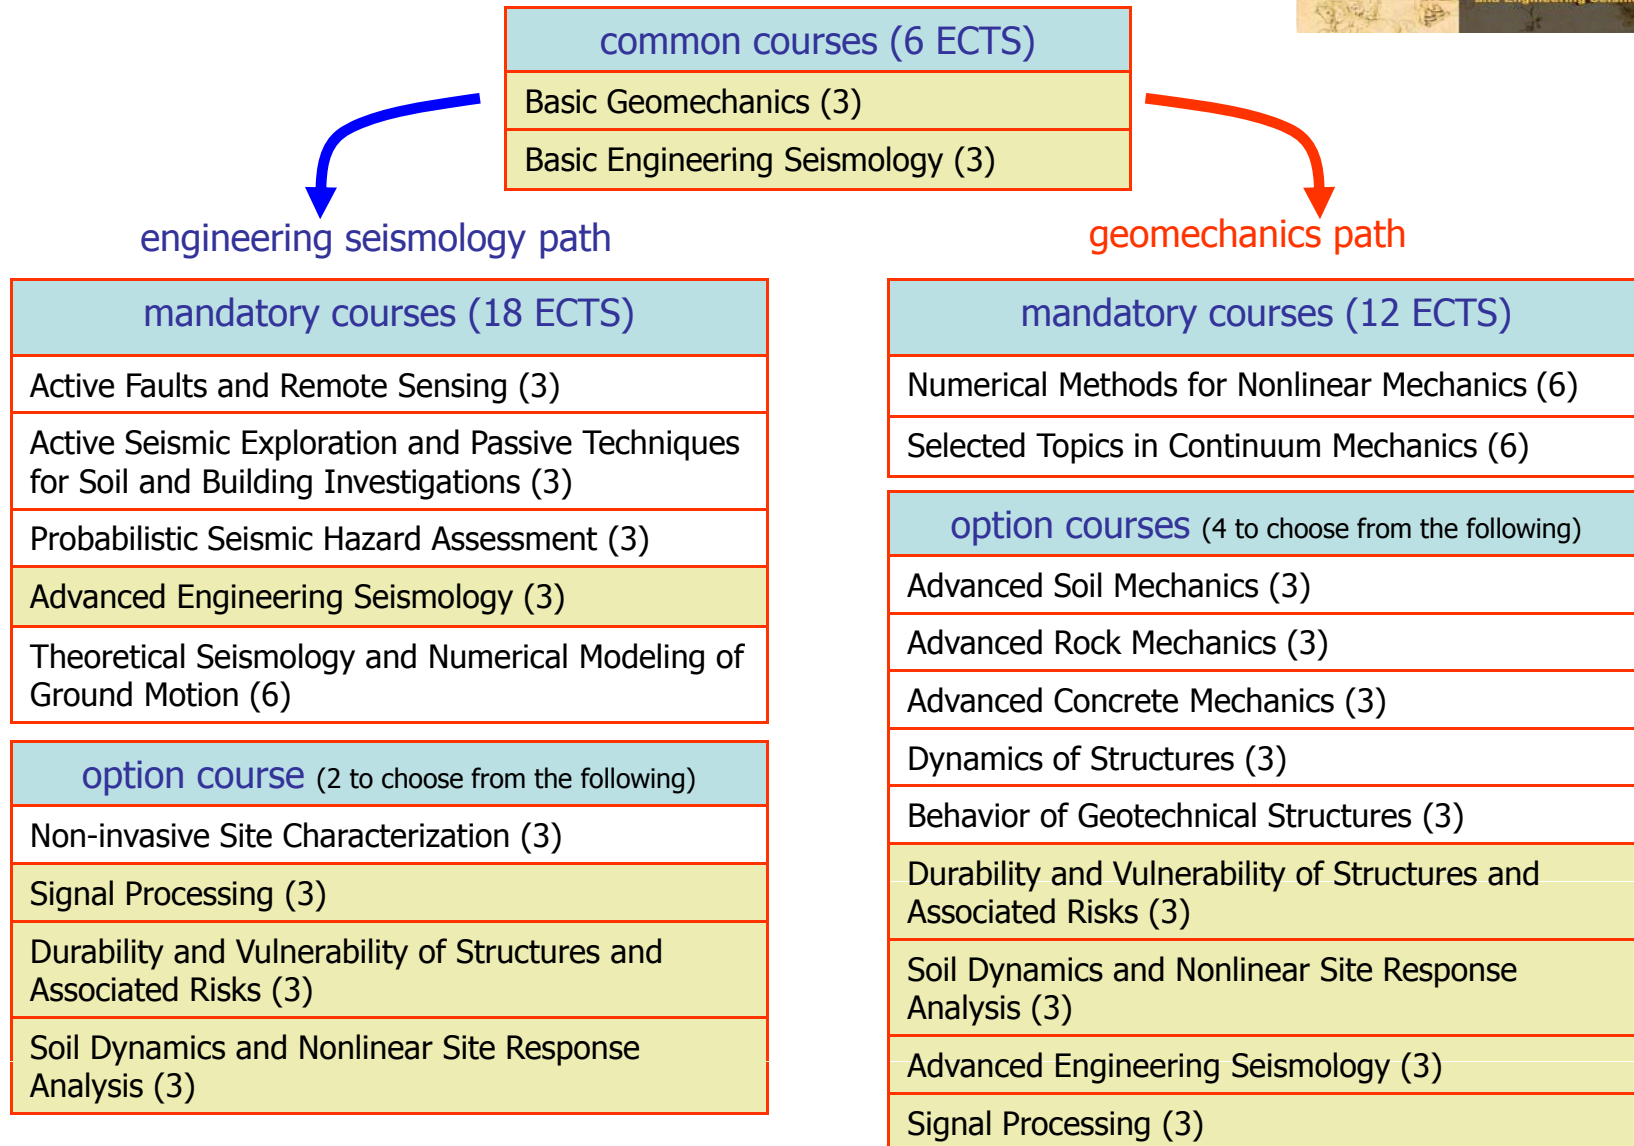 and Engineering Seismo
common courses (6 ECTS)
Basic Geomechanics (3)
Basic Engineering Seismology (3)
engineering seismology path
mandatory courses (18 ECTS)
Active Faults and Remote Sensing (3)
Active Seismic Exploration and Passive Techniques
for Soil and Building Investigations (3)
Probabilistic Seismic Hazard Assessment (3)
Advanced Engineering Seismology (3)
Theoretical Seismology and Numerical Modeling of
Ground Motion (6)
option course (2 to choose from the following)
Non-invasive Site Characterization (3)
Signal Processing (3)
Durability and Vulnerability of Structures and
Associated Risks (3)
Soil Dynamics and Nonlinear Site Response
Analysis (3)
geomechanics path
mandatory courses (12 ECTS)
Numerical Methods for Nonlinear Mechanics (6)
Selected Topics in Continuum Mechanics (6)
option courses (4 to choose from the following)
Advanced Soil Mechanics (3)
Advanced Rock Mechanics (3)
Advanced Concrete Mechanics (3)
Dynamics of Structures (3)
Behavior of Geotechnical Structures (3)
Durability and Vulnerability of Structures and
Associated Risks (3)
Soil Dynamics and Nonlinear Site Response
Analysis (3)
Advanced Engineering Seismology (3)
Signal Processing (3)